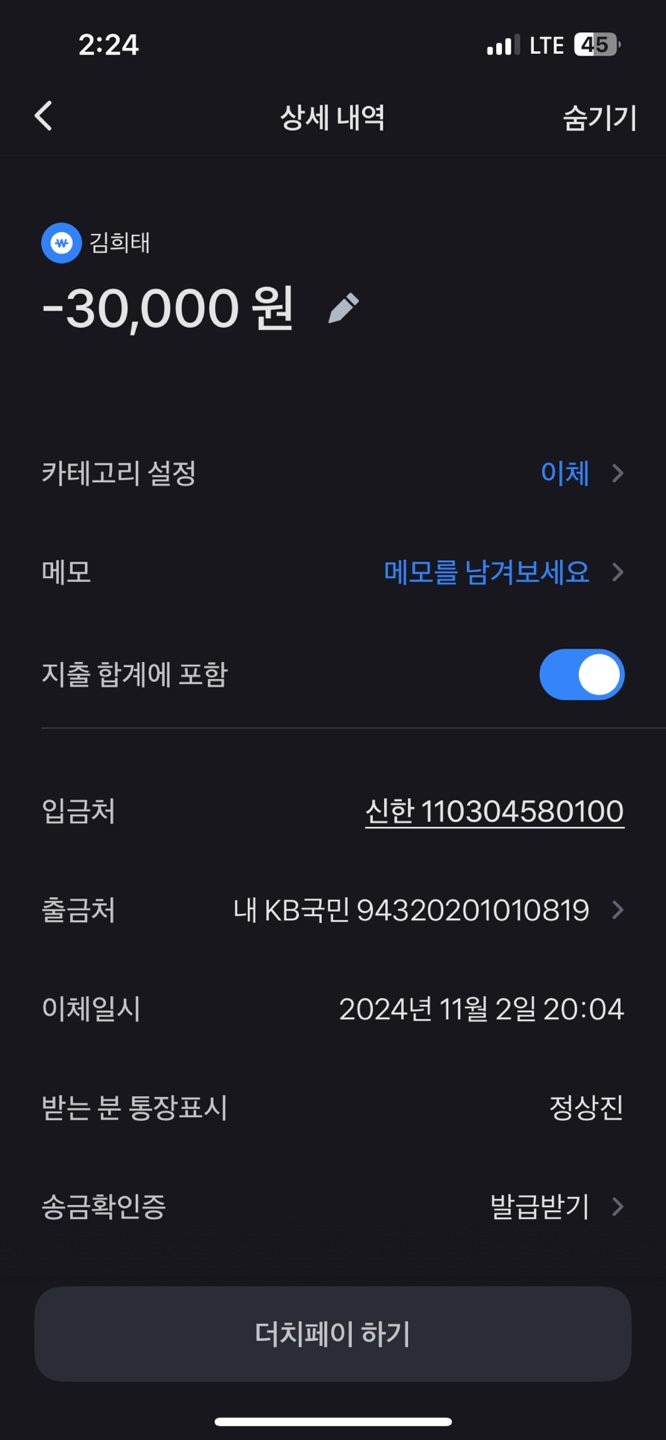 2:24 LTE 45
상세 내역 숨기기
김희태
-30,000 원
카테고리 설정 이체
메모 메모를 남겨보세요
지출 합계에 포함
입금처 신한 110304580100
출금처 내 KB국민 94320201010819
이체일시 2024년 11월 2일 20:04
받는 분 통장표시 정상진
송금확인증 발급받기
더치페이 하기